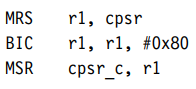 MRS r1, cpsr
BIC r1, r1, #0x80
MSR cpsr_c, r1